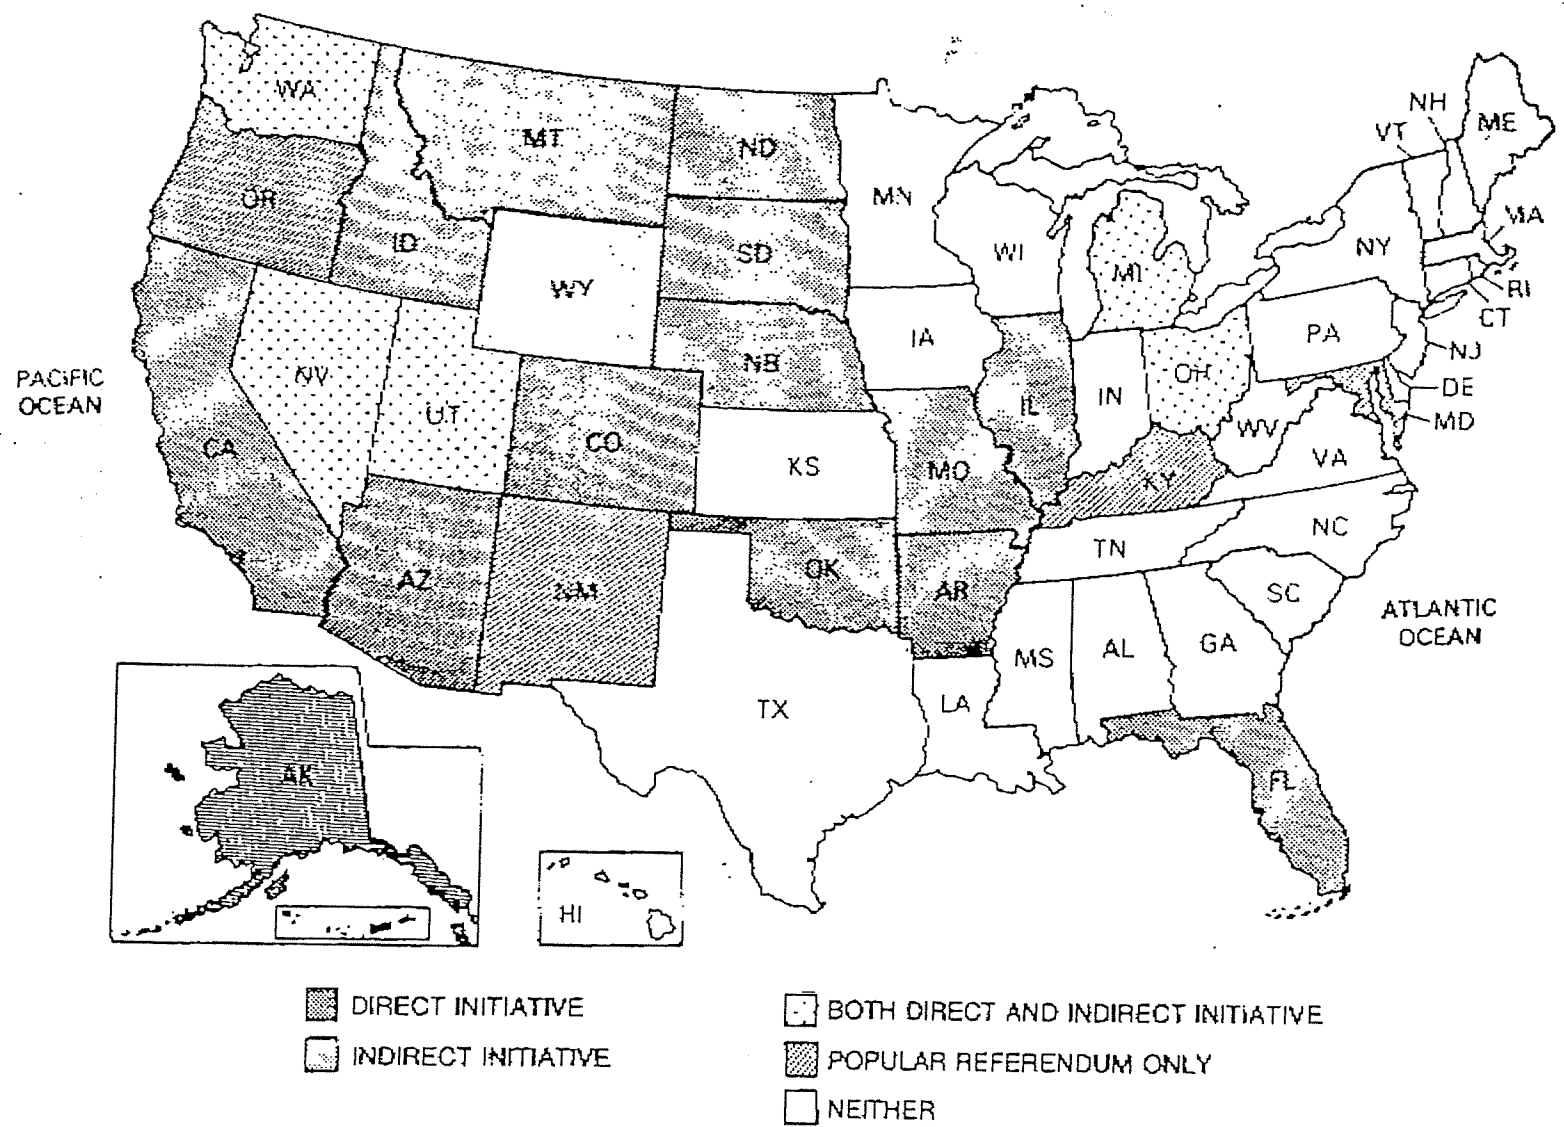 WA
MT
ND
MN
OR
ID
SD
WY
WI
MI
NH
VT
ME
MA
NY
RI
CT
IA
PA
NJ
DE
MD
NB
NV
UT
CO
IL
IN
OH
WV
VA
PACIFIC
OCEAN
CA
KS
MO
KY
NC
TN
AZ
NM
OK
AR
SC
ATLANTIC
OCEAN
MS
AL
GA
TX
LA
FL
AK
HI
DIRECT INITIATIVE
INDIRECT INITIATIVE
BOTH DIRECT AND INDIRECT INITIATIVE
POPULAR REFERENDUM ONLY
NEITHER